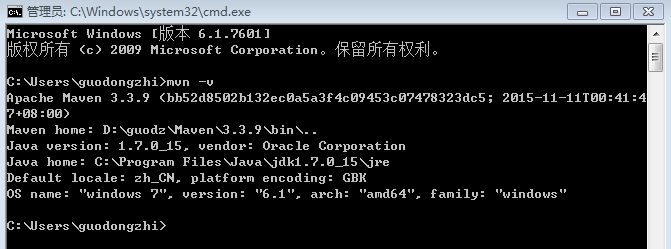 管理员: C:\Windows\system32\cmd.exe
Microsoft Windows [版本 6.1.7601]
版权所有 (c) 2009 Microsoft Corporation。保留所有权利。
C:\Users\guodongzhi>mvn -v
Apache Maven 3.3.9 (bb52d8502b132ec0a5a3f4c09453c07478323dc5; 2015-11-11T00:41:4
7+08:00)
Maven home: D:\guodz\Maven\3.3.9\bin\..
Java version: 1.7.0_15, vendor: Oracle Corporation
Java home: C:\Program Files\Java\jdk1.7.0_15\jre
Default locale: zh_CN, platform encoding: GBK
OS name: "windows 7", version: "6.1", arch: "amd64", family: "windows"
C:\Users\guodongzhi>